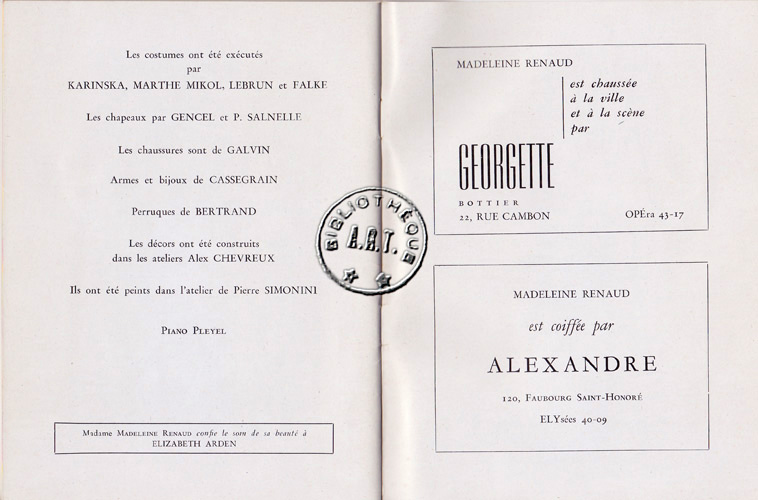 Les costumes ont été exécutés
par
KARINSKA, MARTHE MIKOL, LEBRUN et FALKE
Les chapeaux par GENCEL et P. SALNELLE
Les chaussures sont de GALVIN
Armes et bijoux de CASSEGRAIN
Perruques de BERTRAND
Les décors ont été construits
dans les ateliers Alex CHEVREUX
Ils ont été peints dans l'atelier de Pierre SIMONINI
PIANO PLEYEL
Madame MADELEINE RENAUD confie le soin de sa beauté à
ELIZABETH ARDEN
BIBLIOTHÈQUE
A.R.T.
MADELEINE RENAUD
est chaussée
à la ville
et à la scène
par
GEORGETTE
BOTTIER
22, RUE CAMBON OPÉra 43-17
MADELEINE RENAUD
est coiffée par
ALEXANDRE
120, FAUBOURG SAINT-HONORÉ
ELYsées 40-09